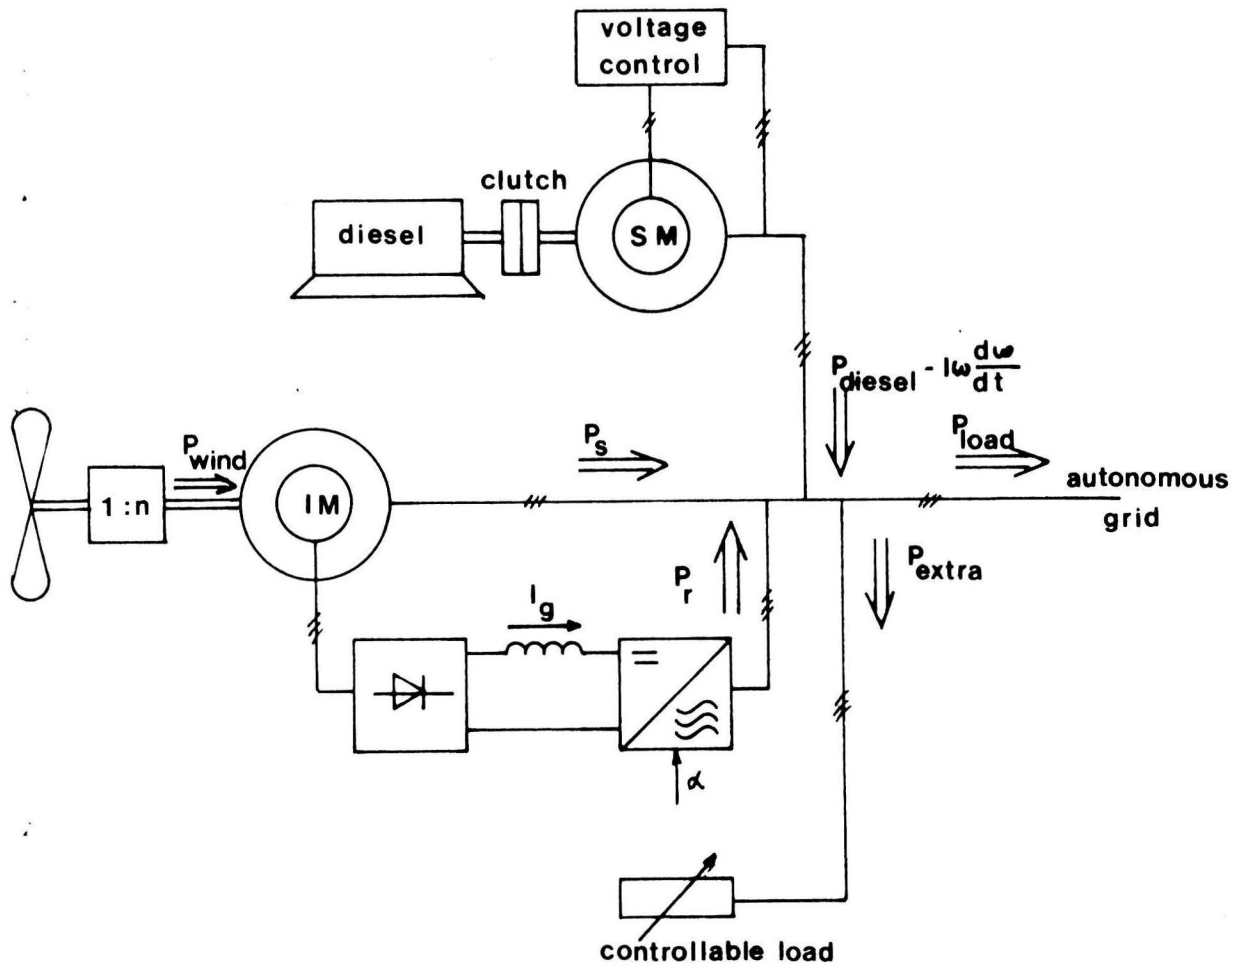 voltage
control
clutch
diesel
SM
P_diesel - Iω dω/dt
P_wind
P_s
P_load
1:n
IM
autonomous
grid
P_r
P_extra
I_g
α
controllable load